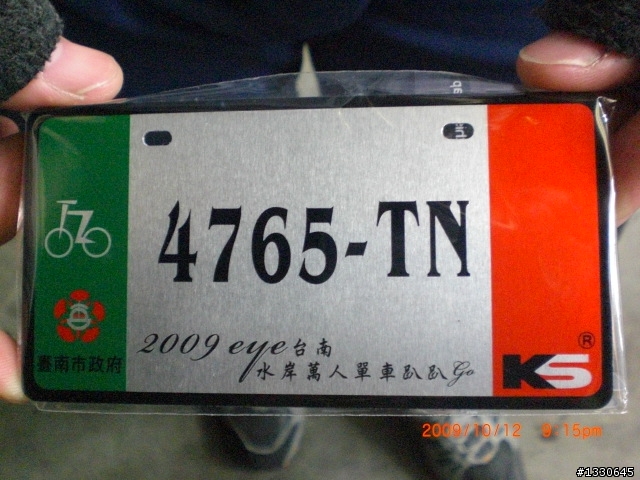 4765-TN
臺南市政府
2009 eye台南
水岸萬人單車趴趴Go
KS®
2009/10/12 9:15pm
#1330645